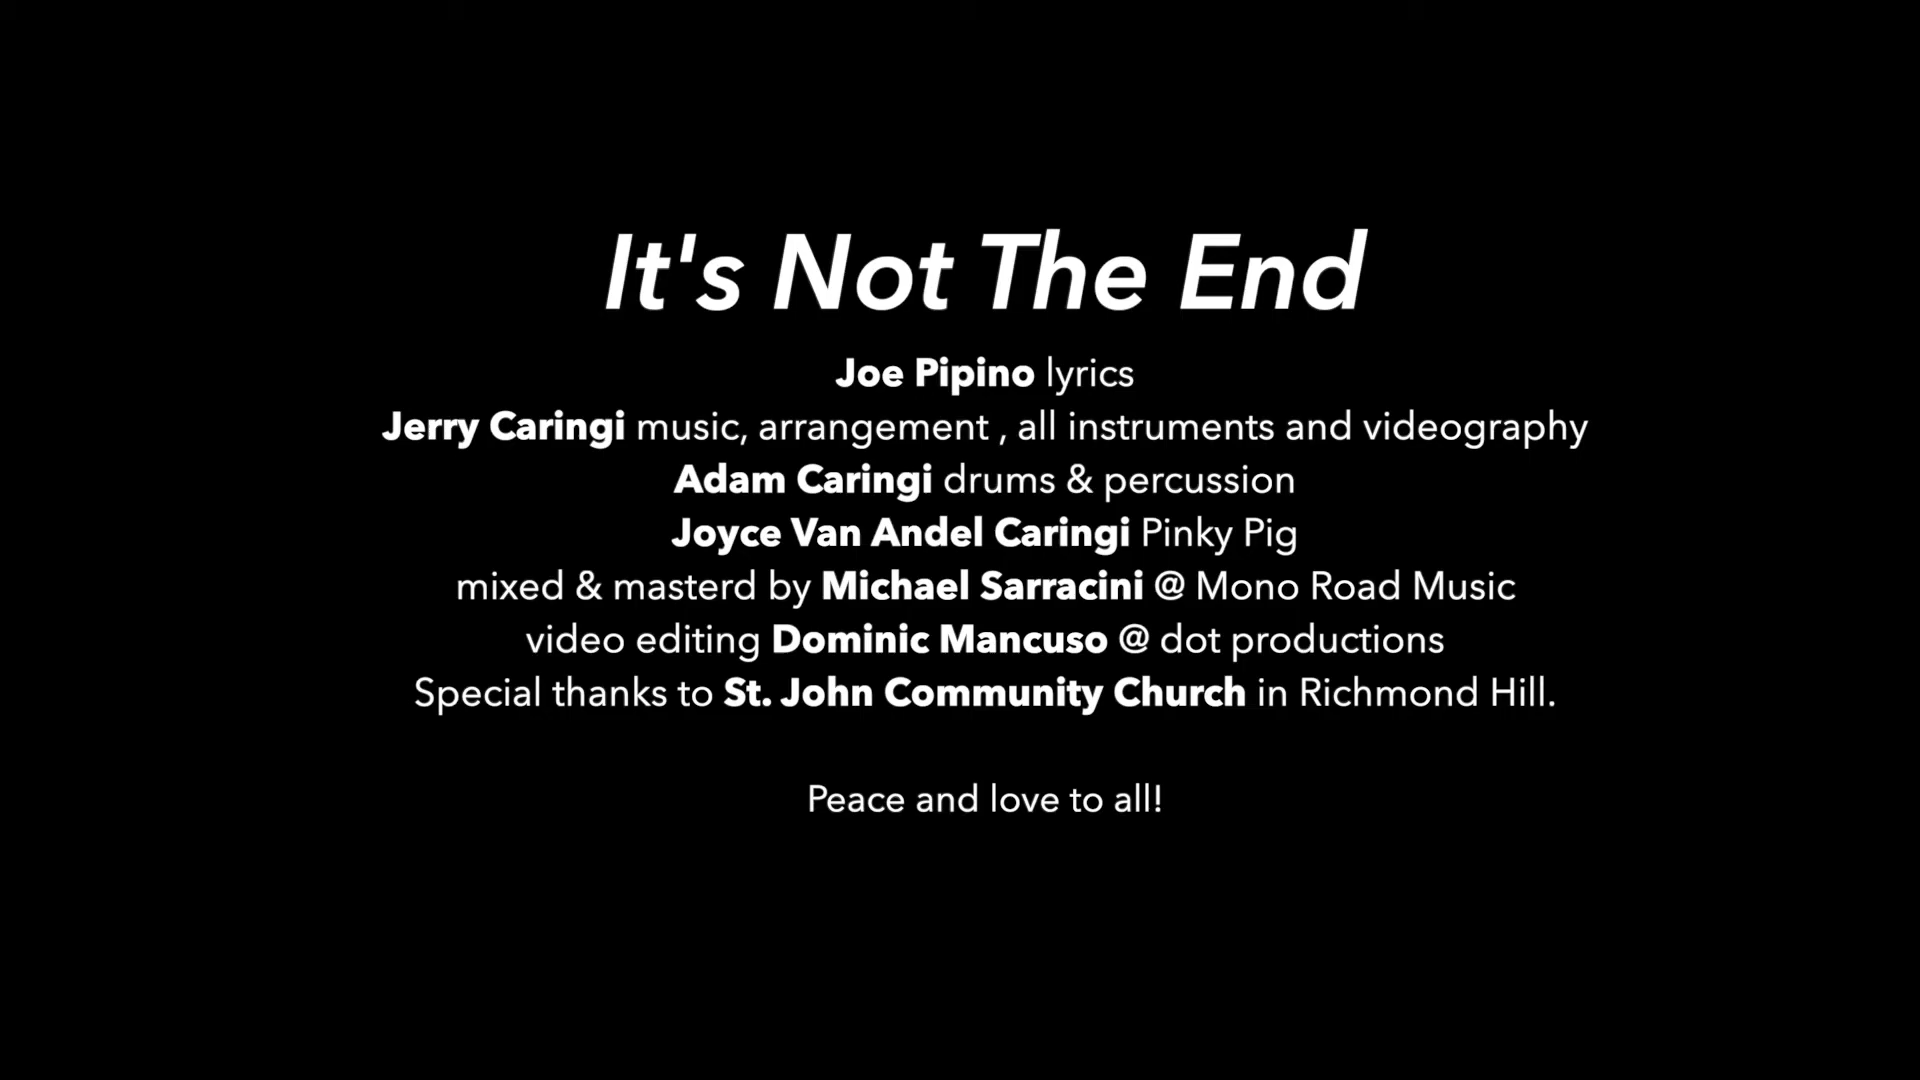 It's Not The End
Joe Pipino lyrics
Jerry Caringi music, arrangement , all instruments and videography
Adam Caringi drums & percussion
Joyce Van Andel Caringi Pinky Pig
mixed & masterd by Michael Sarracini @ Mono Road Music
video editing Dominic Mancuso @ dot productions
Special thanks to St. John Community Church in Richmond Hill.
Peace and love to all!